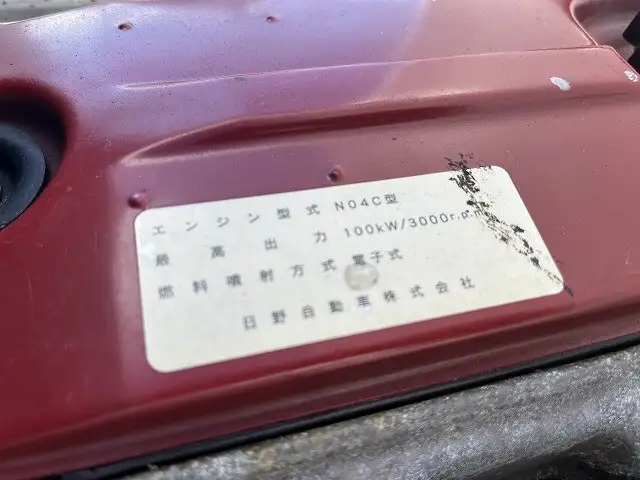 エンジン型式 N04C型
最高出力 100kW/3000r.p.m
燃料噴射方式 電子式
日野自動車株式会社